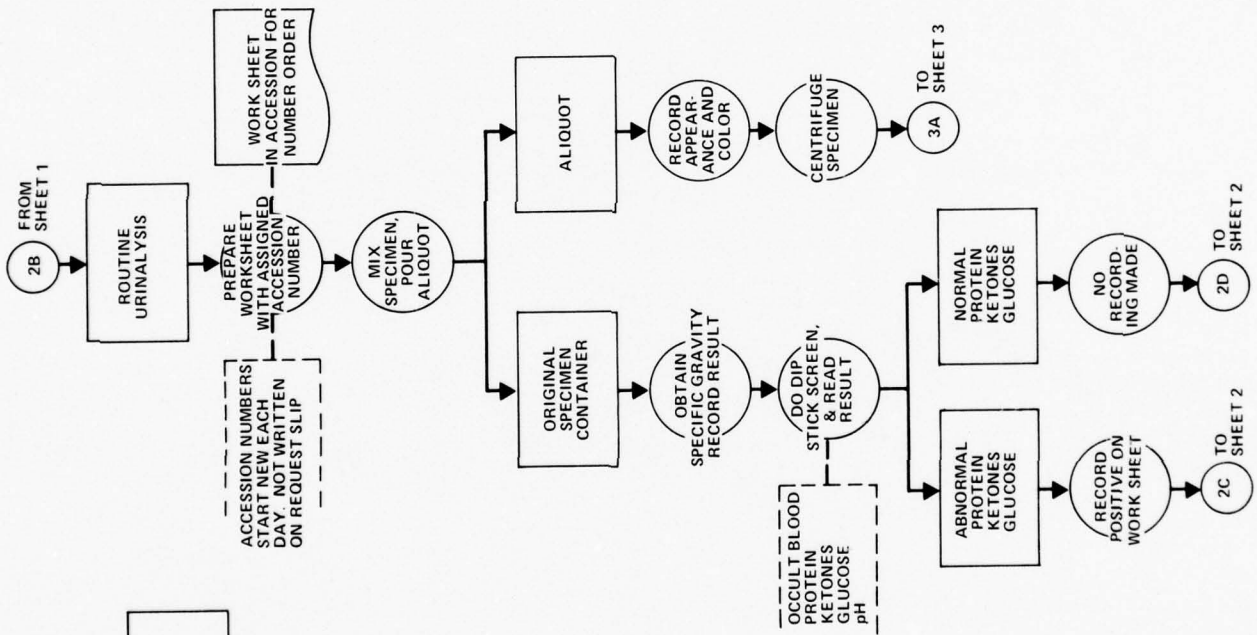 2B
FROM
SHEET 1
ROUTINE
URINALYSIS
ACCESSION NUMBERS
START NEW EACH
DAY. NOT WRITTEN
ON REQUEST SLIP
PREPARE
WORKSHEET
WITH ASSIGNED
ACCESSION
NUMBER
WORK SHEET
IN ACCESSION FOR
NUMBER ORDER
MIX
SPECIMEN,
POUR
ALIQUOT
ORIGINAL
SPECIMEN
CONTAINER
ALIQUOT
OBTAIN
SPECIFIC GRAVITY
RECORD RESULT
RECORD
APPEAR-
ANCE AND
COLOR
OCCULT BLOOD
PROTEIN
KETONES
GLUCOSE
pH
DO DIP
STICK SCREEN,
& READ
RESULT
CENTRIFUGE
SPECIMEN
3A
TO
SHEET 3
ABNORMAL
PROTEIN
KETONES
GLUCOSE
NORMAL
PROTEIN
KETONES
GLUCOSE
RECORD
POSITIVE ON
WORK SHEET
NO
RECORD-
ING MADE
2C
TO
SHEET 2
2D
TO
SHEET 2